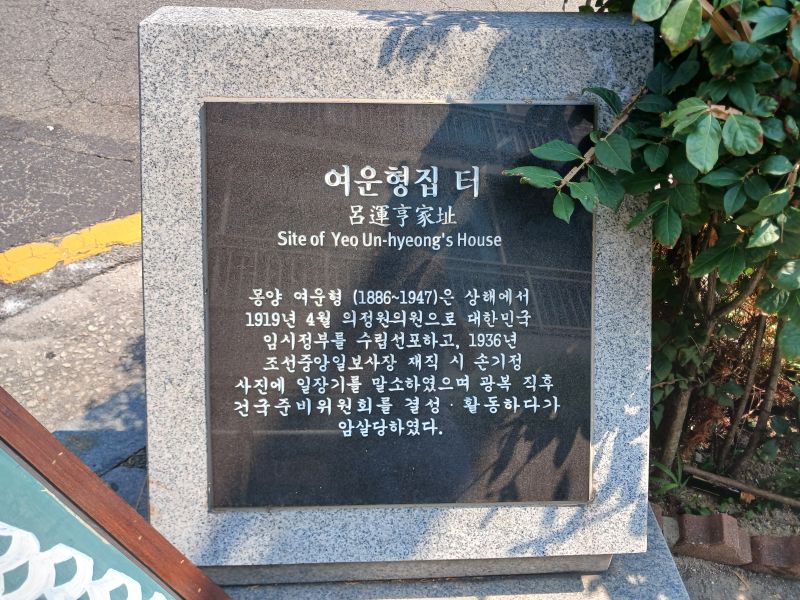 여운형집 터
呂運亨家址
Site of Yeo Un-hyeong's House
몽양 여운형 (1886~1947)은 상해에서
1919년 4월 의정원의원으로 대한민국
임시정부를 수립선포하고, 1936년
조선중앙일보사장 재직 시 손기정
사진에 일장기를 말소하였으며 광복 직후
건국준비위원회를 결성 · 활동하다가
암살당하였다.